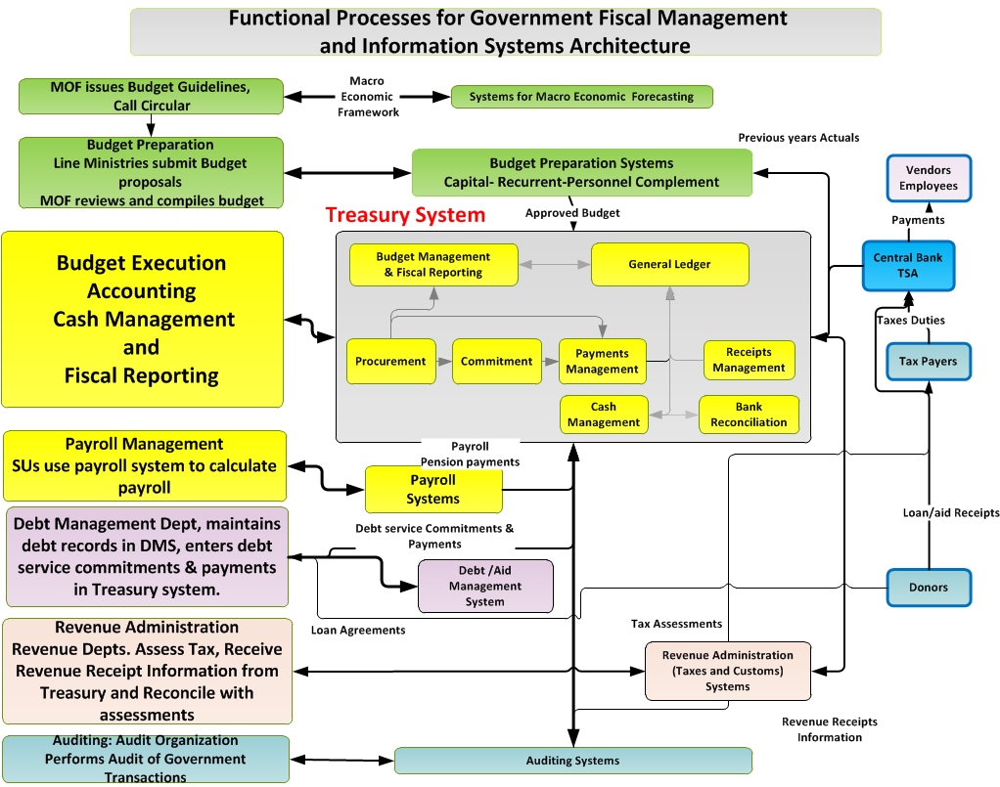 Functional Processes for Government Fiscal Management
and Information Systems Architecture
MOF issues Budget Guidelines,
Call Circular
Macro
Economic
Framework
Systems for Macro Economic Forecasting
Budget Preparation
Line Ministries submit Budget
proposals
MOF reviews and compiles budget
Budget Preparation Systems
Capital- Recurrent-Personnel Complement
Previous years Actuals
Vendors
Employees
Treasury System
Approved Budget
Payments
Budget Execution
Accounting
Cash Management
and
Fiscal Reporting
Budget Management
& Fiscal Reporting
General Ledger
Central Bank
TSA
Taxes Duties
Procurement
Commitment
Payments
Management
Receipts
Management
Tax Payers
Cash
Management
Bank
Reconciliation
Payroll Management
SUs use payroll system to calculate
payroll
Payroll
Pension payments
Payroll
Systems
Loan/aid Receipts
Debt Management Dept, maintains
debt records in DMS, enters debt
service commitments & payments
in Treasury system.
Debt service Commitments &
Payments
Debt /Aid
Management
System
Donors
Loan Agreements
Tax Assessments
Revenue Administration
Revenue Depts. Assess Tax, Receive
Revenue Receipt Information from
Treasury and Reconcile with
assessments
Revenue Administration
(Taxes and Customs)
Systems
Revenue Receipts
Information
Auditing: Audit Organization
Performs Audit of Government
Transactions
Auditing Systems